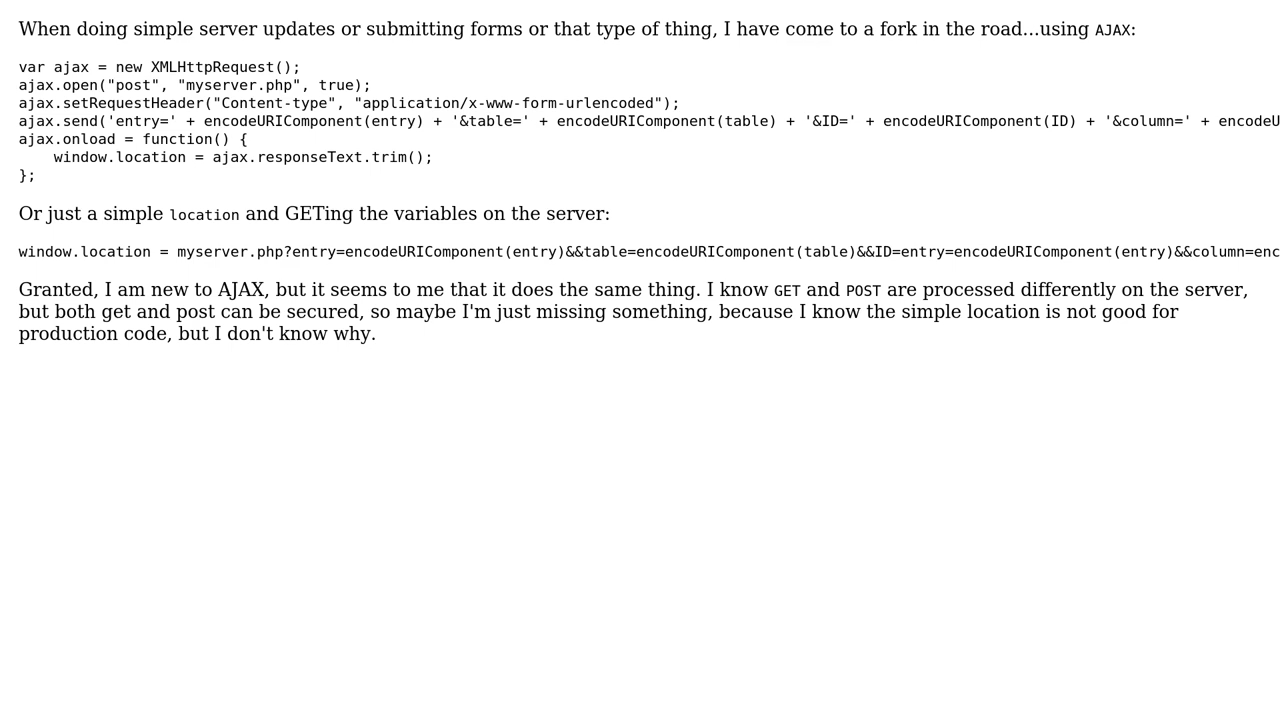 When doing simple server updates or submitting forms or that type of thing, I have come to a fork in the road...using AJAX:
var ajax = new XMLHttpRequest();
ajax.open("post", "myserver.php", true);
ajax.setRequestHeader("Content-type", "application/x-www-form-urlencoded");
ajax.send('entry=' + encodeURIComponent(entry) + '&table=' + encodeURIComponent(table) + '&ID=' + encodeURIComponent(ID) + '&column=' + encodeU
ajax.onload = function() {
    window.location = ajax.responseText.trim();
};
Or just a simple location and GETing the variables on the server:
window.location = myserver.php?entry=encodeURIComponent(entry)&&table=encodeURIComponent(table)&&ID=entry=encodeURIComponent(entry)&&column=enc
Granted, I am new to AJAX, but it seems to me that it does the same thing. I know GET and POST are processed differently on the server,
but both get and post can be secured, so maybe I'm just missing something, because I know the simple location is not good for
production code, but I don't know why.